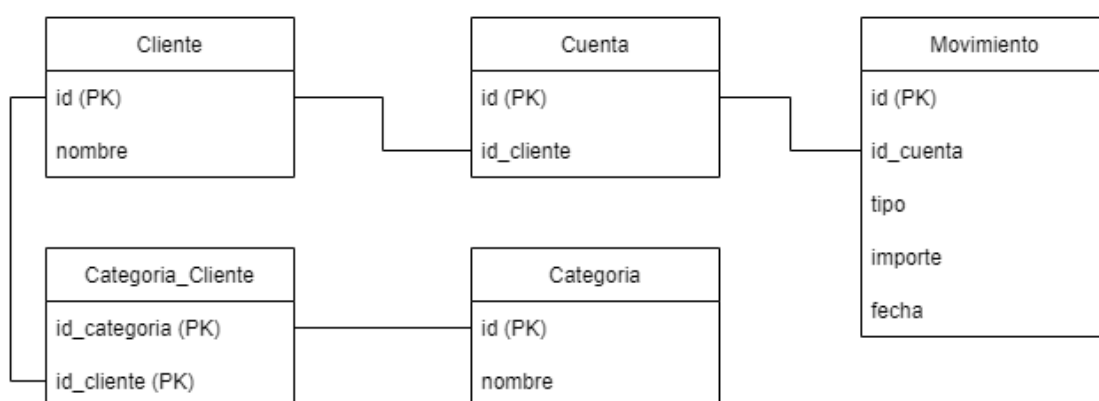 Cliente
id (PK)
nombre
Cuenta
id (PK)
id_cliente
Movimiento
id (PK)
id_cuenta
tipo
importe
fecha
Categoria_Cliente
id_categoria (PK)
id_cliente (PK)
Categoria
id (PK)
nombre